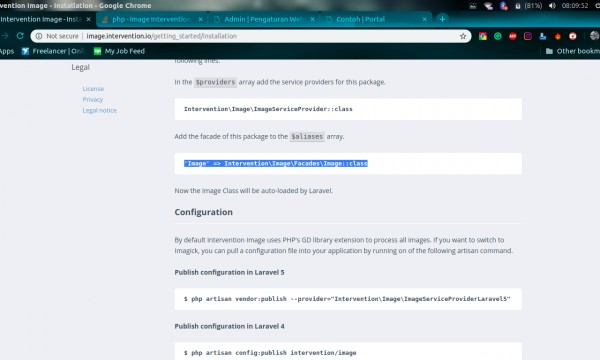 vention Image - Installation - Google Chrome
(81%)
08:09:52
php - Image Intervention
Admin | Pengaturan Web
Contoh | Portal
Not secure | image.intervention.io/getting_started/installation
Apps
Freelancer | Onl
My Job Feed
Other bookm
Legal
License
Privacy
Legal notice
following lines.
In the $providers array add the service providers for this package.
Intervention\Image\ImageServiceProvider::class
Add the facade of this package to the $aliases array.
'Image' => Intervention\Image\Facades\Image::class
Now the Image Class will be auto-loaded by Laravel.
Configuration
By default Intervention Image uses PHP's GD library extension to process all images. If you want to switch to
Imagick, you can pull a configuration file into your application by running on of the following artisan command.
Publish configuration in Laravel 5
$ php artisan vendor:publish --provider="Intervention\Image\ImageServiceProviderLaravel5"
Publish configuration in Laravel 4
$ php artisan config:publish intervention/image